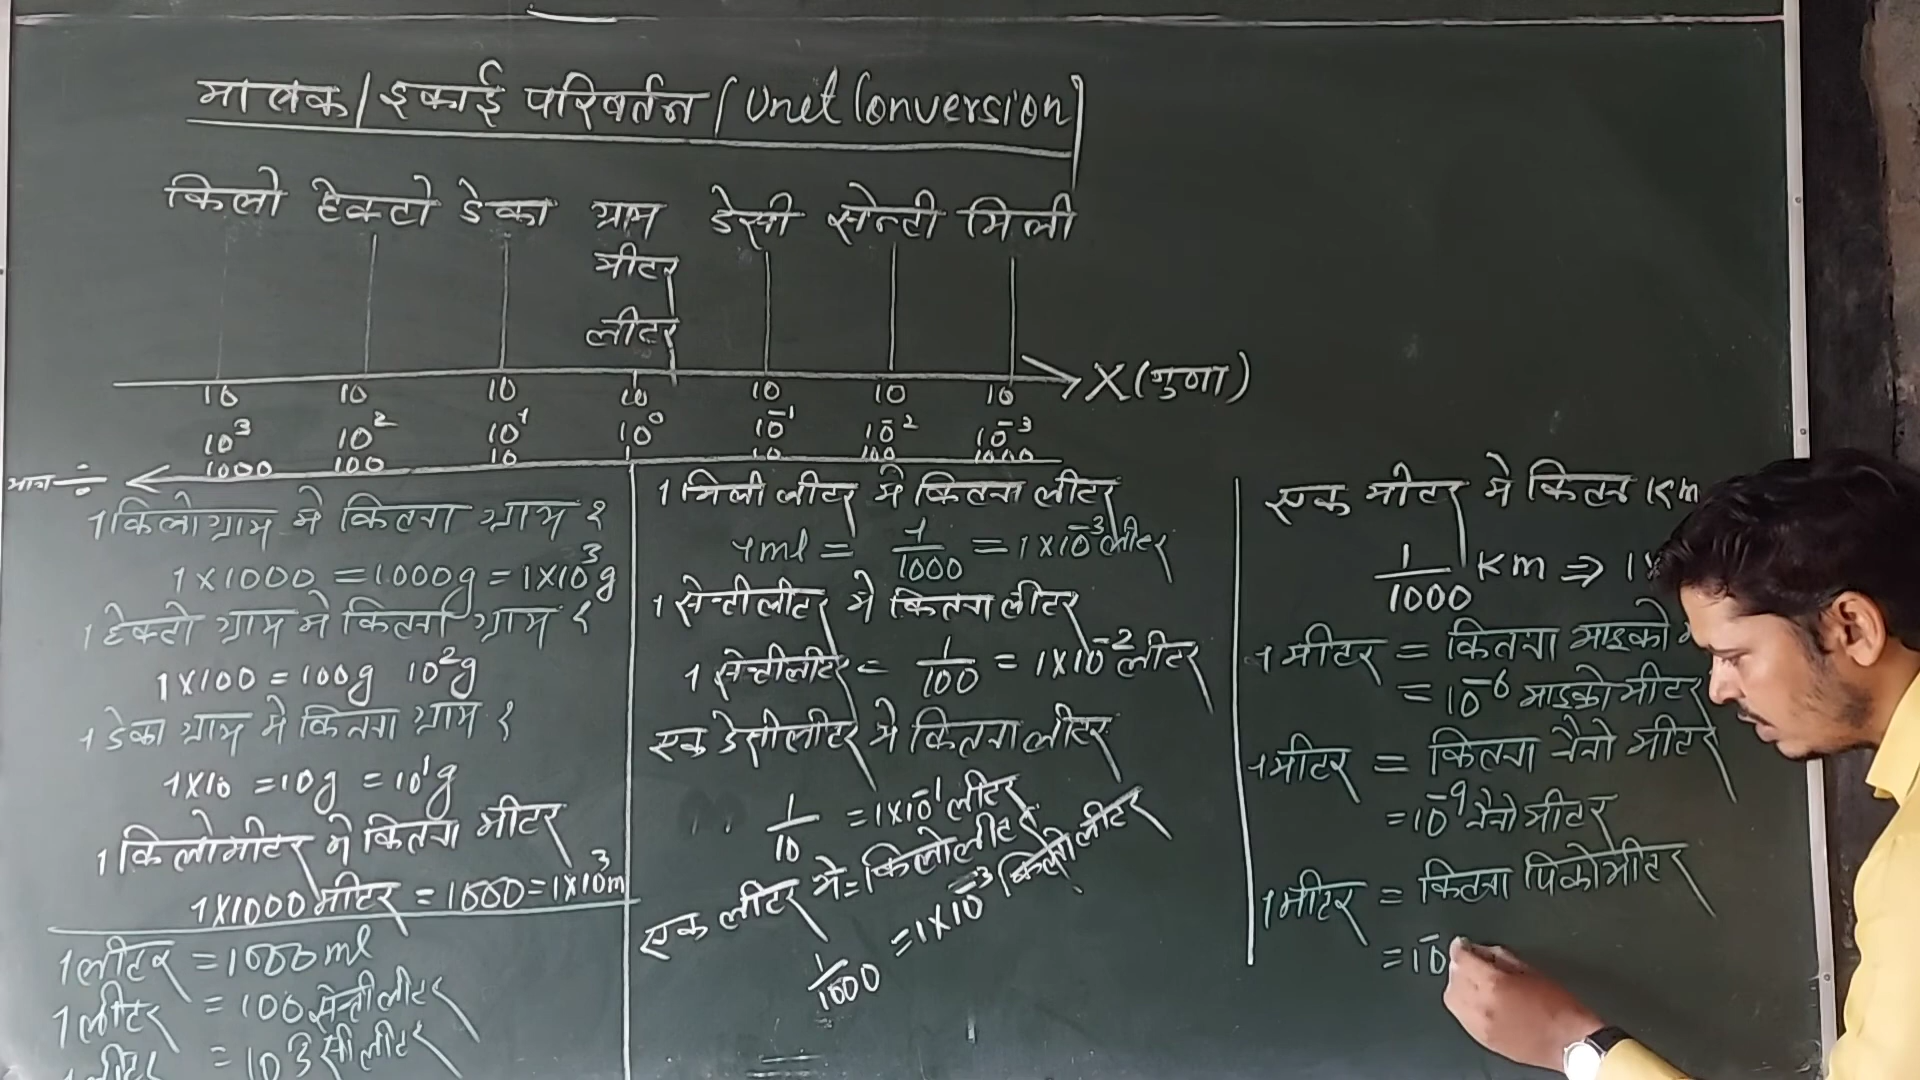 मात्रक/इकाई परिवर्तन/Unit Conversion
किलो हेक्टो डेका ग्राम डेसी सेन्टी मिली
मीटर
लीटर
X(गुणा)
10 10 10 10 10 10 10
10³ 10² 10¹ 10⁰ 10⁻¹ 10⁻² 10⁻³
1000 100 10 1 10 100 1000
भाग ÷
1 किलोग्राम मे कितना ग्राम ?
1×1000 = 1000g = 1×10³g
1 हेक्टो ग्राम मे कितना ग्राम ?
1×100 = 100g 10²g
1 डेका ग्राम मे कितना ग्राम ?
1×10 = 10g = 10¹g
1 किलोमीटर मे कितना मीटर
1×1000 मीटर = 1000 = 1×10³m
1 लीटर = 1000 ml
1 लीटर = 100 सेन्टी लीटर
1 लीटर = 10 डेसी लीटर
1 मिली लीटर मे कितना लीटर
1ml = 1/1000 = 1×10⁻³ लीटर
1 सेन्टी लीटर मे कितना लीटर
1 सेन्टीलीटर = 1/100 = 1×10⁻² लीटर
एक डेसीलीटर मे कितना लीटर
1/10 = 1×10⁻¹ लीटर
एक लीटर मे = किलोलीटर
1/1000 = 1×10⁻³ किलोलीटर
एक मीटर मे कितना Km
1/1000 Km ⇒ 1×
1 मीटर = कितना माइक्रो
= 10⁻⁶ माइक्रो मीटर
1 मीटर = कितना नैनो मीटर
= 10⁻⁹ नैनो मीटर
1 मीटर = कितना पिको मीटर
= 10⁻